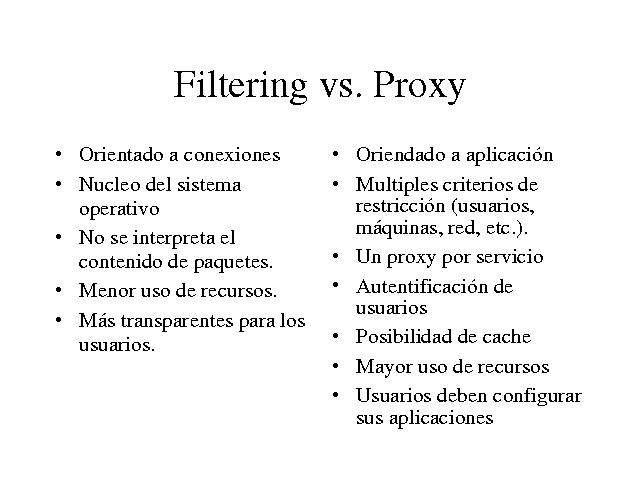 Filtering vs. Proxy
• Orientado a conexiones
• Nucleo del sistema
operativo
• No se interpreta el
contenido de paquetes.
• Menor uso de recursos.
• Más transparentes para los
usuarios.
• Oriendado a aplicación
• Multiples criterios de
restricción (usuarios,
máquinas, red, etc.).
• Un proxy por servicio
• Autentificación de
usuarios
• Posibilidad de cache
• Mayor uso de recursos
• Usuarios deben configurar
sus aplicaciones